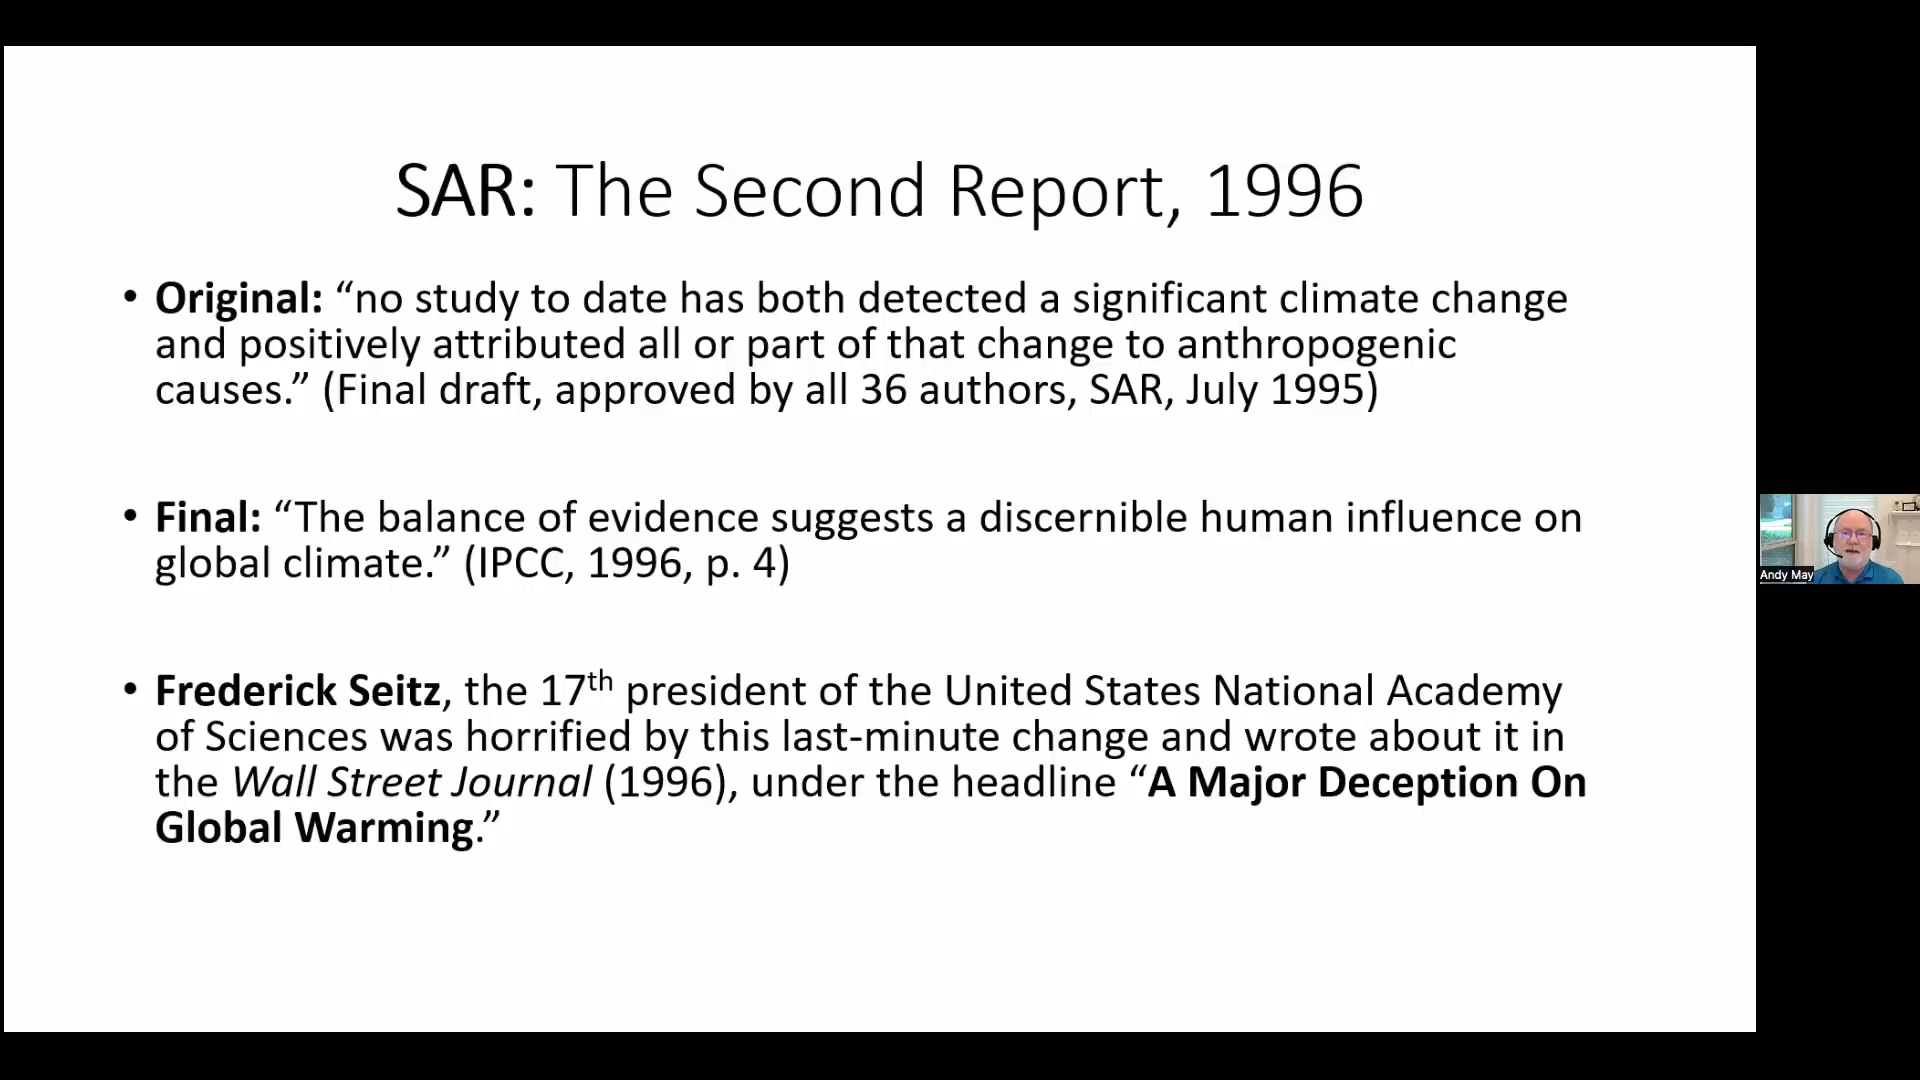 SAR: The Second Report, 1996
• Original: “no study to date has both detected a significant climate change
and positively attributed all or part of that change to anthropogenic
causes.” (Final draft, approved by all 36 authors, SAR, July 1995)
• Final: “The balance of evidence suggests a discernible human influence on
global climate.” (IPCC, 1996, p. 4)
• Frederick Seitz, the 17th president of the United States National Academy
of Sciences was horrified by this last-minute change and wrote about it in
the Wall Street Journal (1996), under the headline “A Major Deception On
Global Warming.”
Andy May